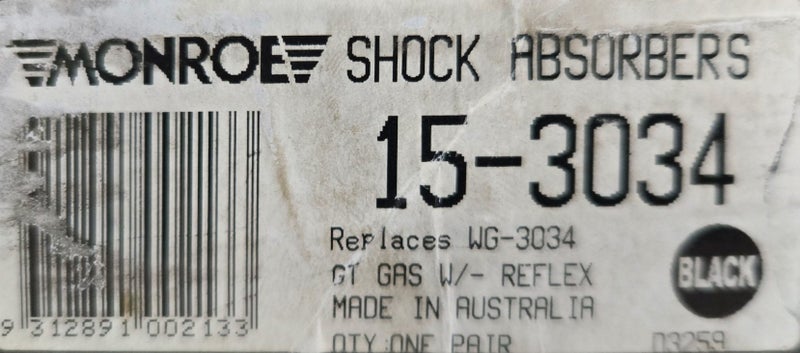 MONROE SHOCK ABSORBERS
15-3034
Replaces WG-3034
GT GAS W/- REFLEX
BLACK
MADE IN AUSTRALIA
9 312891 002133
QTY:ONE PAIR
03259